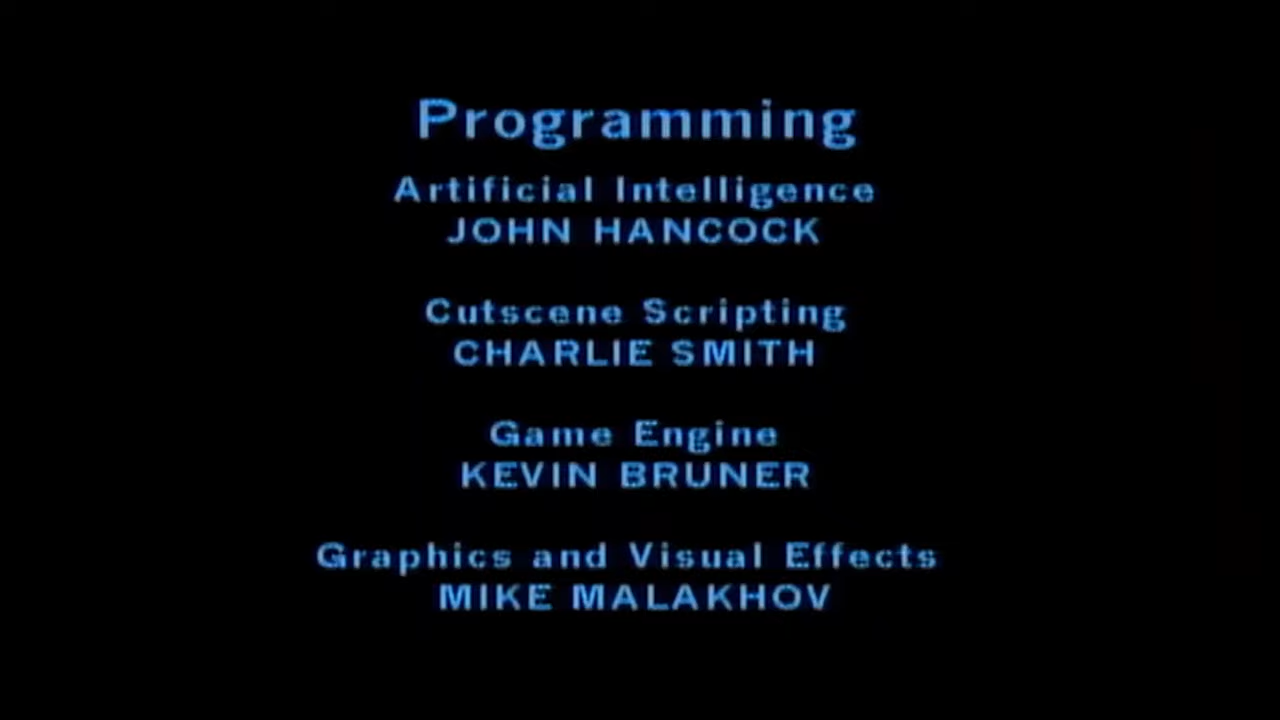 Programming
Artificial Intelligence
JOHN HANCOCK
Cutscene Scripting
CHARLIE SMITH
Game Engine
KEVIN BRUNER
Graphics and Visual Effects
MIKE MALAKHOV